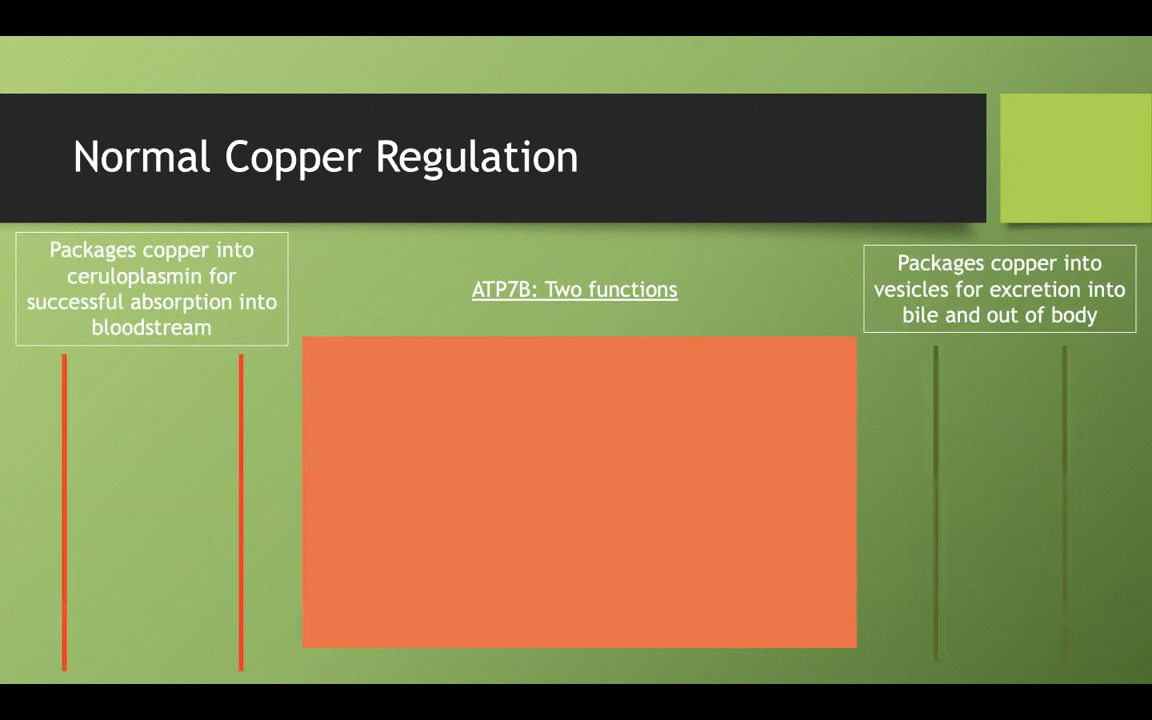 Normal Copper Regulation
Packages copper into
ceruloplasmin for
successful absorption into
bloodstream
ATP7B: Two functions
Packages copper into
vesicles for excretion into
bile and out of body